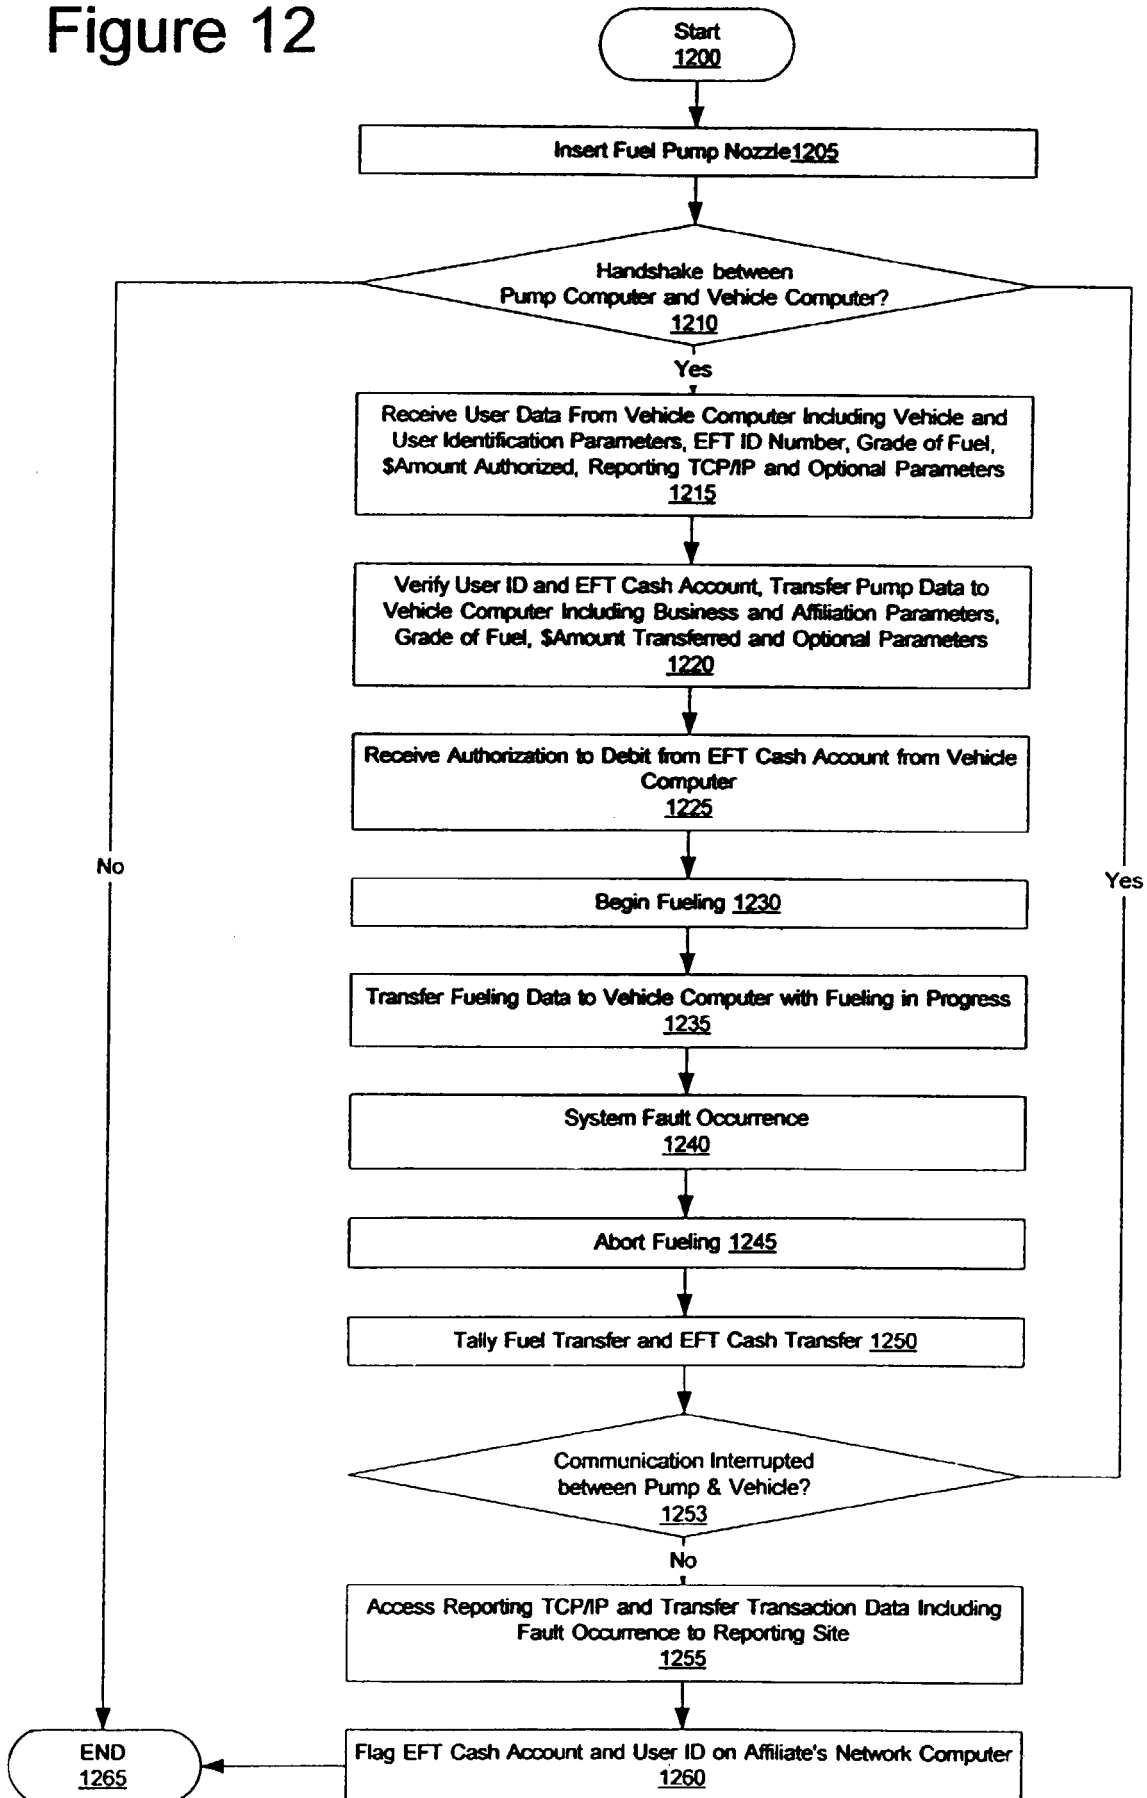 Figure 12
Start
1200
Insert Fuel Pump Nozzle1205
Handshake between
Pump Computer and Vehicle Computer?
1210
Yes
Receive User Data From Vehicle Computer Including Vehicle and
User Identification Parameters, EFT ID Number, Grade of Fuel,
$Amount Authorized, Reporting TCP/IP and Optional Parameters
1215
Verify User ID and EFT Cash Account, Transfer Pump Data to
Vehicle Computer Including Business and Affiliation Parameters,
Grade of Fuel, $Amount Transferred and Optional Parameters
1220
Receive Authorization to Debit from EFT Cash Account from Vehicle
Computer
1225
No
Yes
Begin Fueling 1230
Transfer Fueling Data to Vehicle Computer with Fueling in Progress
1235
System Fault Occurrence
1240
Abort Fueling 1245
Tally Fuel Transfer and EFT Cash Transfer 1250
Communication Interrupted
between Pump & Vehicle?
1253
No
Access Reporting TCP/IP and Transfer Transaction Data Including
Fault Occurrence to Reporting Site
1255
Flag EFT Cash Account and User ID on Affiliate's Network Computer
1260
END
1265